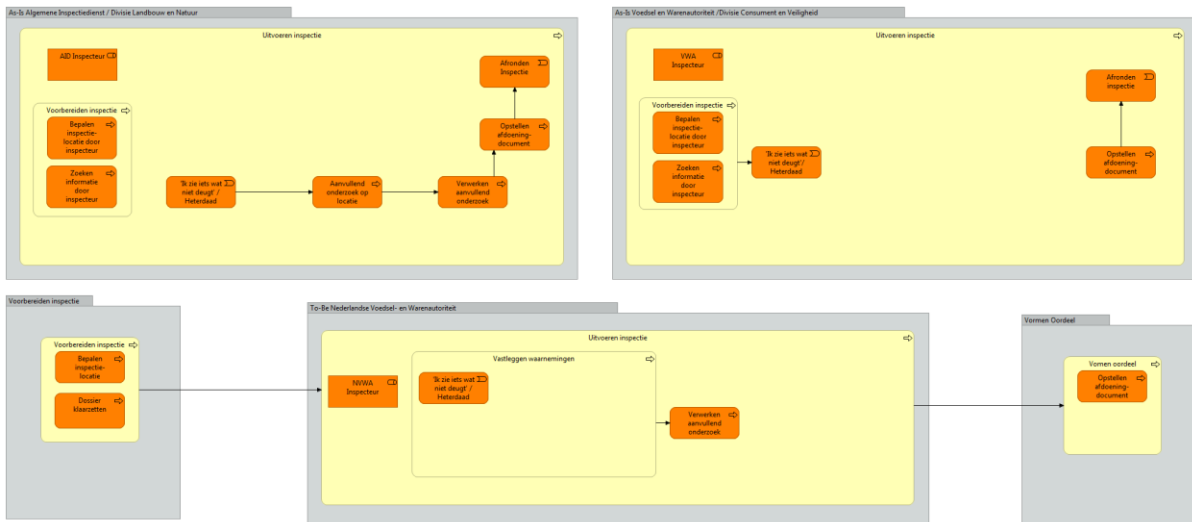 As-Is Algemene Inspectiedienst / Divisie Landbouw en Natuur
Uitvoeren inspectie
AID Inspecteur
Voorbereiden inspectie
Bepalen
inspectie-
locatie door
inspecteur
Zoeken
informatie
door
inspecteur
'Ik zie iets wat
niet deugt' /
Heterdaad
Aanvullend
onderzoek op
locatie
Verwerken
aanvullend
onderzoek
Opstellen
afdoening-
document
Afronden
Inspectie
As-Is Voedsel en Warenautoriteit /Divisie Consument en Veiligheid
Uitvoeren inspectie
VWA
Inspecteur
Voorbereiden inspectie
Bepalen
inspectie-
locatie door
inspecteur
Zoeken
informatie
door
inspecteur
'Ik zie iets wat
niet deugt'/
Heterdaad
Afronden
inspectie
Opstellen
afdoening-
document
Voorbereiden inspectie
Voorbereiden inspectie
Bepalen
inspectie-
locatie
Dossier
klaarzetten
To-Be Nederlandse Voedsel- en Warenautoriteit
Uitvoeren inspectie
NVWA
Inspecteur
Vastleggen waarnemingen
'Ik zie iets wat
niet deugt' /
Heterdaad
Verwerken
aanvullend
onderzoek
Vormen Oordeel
Vormen oordeel
Opstellen
afdoening-
document